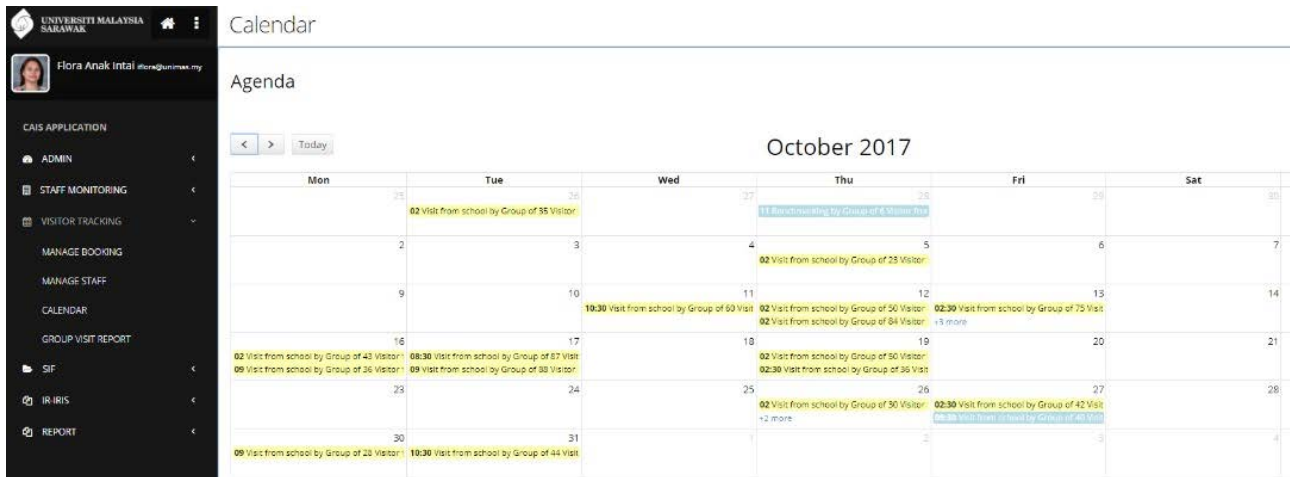 UNIVERSITI MALAYSIA
SARAWAK
Calendar
Flora Anak Intai iflora@unimas.my
Agenda
CAIS APPLICATION
ADMIN
STAFF MONITORING
VISITOR TRACKING
MANAGE BOOKING
MANAGE STAFF
CALENDAR
GROUP VISIT REPORT
SIF
IR-IRIS
REPORT
< > Today
October 2017
Mon Tue Wed Thu Fri Sat
25 26 27 28 29 30
02 Visit from school by Group of 35 Visitor 11 Benchmarking by Group of 6 Visitor
2 3 4 5 6 7
02 Visit from school by Group of 25 Visitor
9 10 11 12 13 14
10:30 Visit from school by Group of 60 Visit 02 Visit from school by Group of 50 Visitor 02:30 Visit from school by Group of 75 Visit
02 Visit from school by Group of 84 Visitor +3 more
16 17 18 19 20 21
02 Visit from school by Group of 43 Visitor 08:30 Visit from school by Group of 87 Visit 02 Visit from school by Group of 50 Visitor
09 Visit from school by Group of 36 Visitor 09 Visit from school by Group of 88 Visitor 02:30 Visit from school by Group of 36 Visit
23 24 25 26 27 28
02 Visit from school by Group of 30 Visitor 02:30 Visit from school by Group of 42 Visit
+2 more Visit from school by Group of 40 Visit
30 31 1 2 3 4
09 Visit from school by Group of 28 Visitor 10:30 Visit from school by Group of 44 Visit